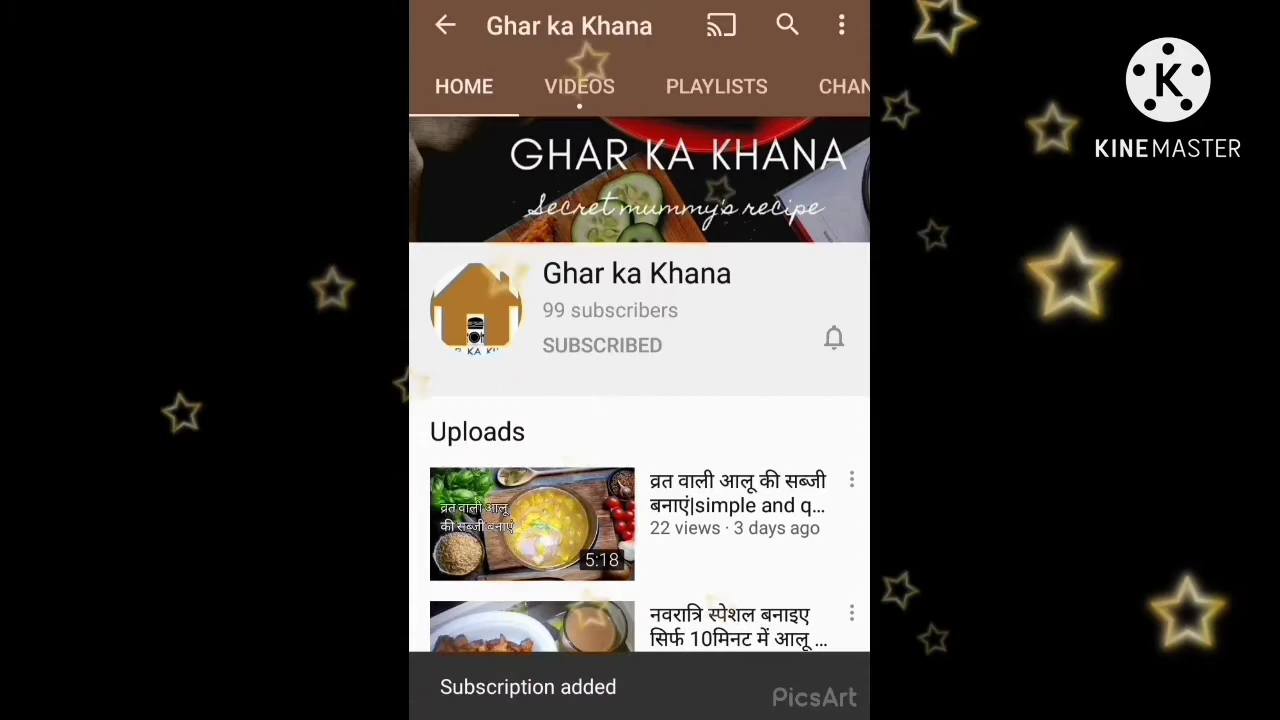 Ghar ka Khana
HOME VIDEOS PLAYLISTS CHAN
K
KINEMASTER
GHAR KA KHANA
Secret mummy's recipe
Ghar ka Khana
99 subscribers
SUBSCRIBED
Uploads
व्रत वाली आलू की सब्जी
बनाएं|simple and q...
22 views · 3 days ago
व्रत वाली आलू
की सब्जी बनाएं
5:18
नवरात्रि स्पेशल बनाइए
सिर्फ 10मिनट में आलू ...
Subscription added
PicsArt